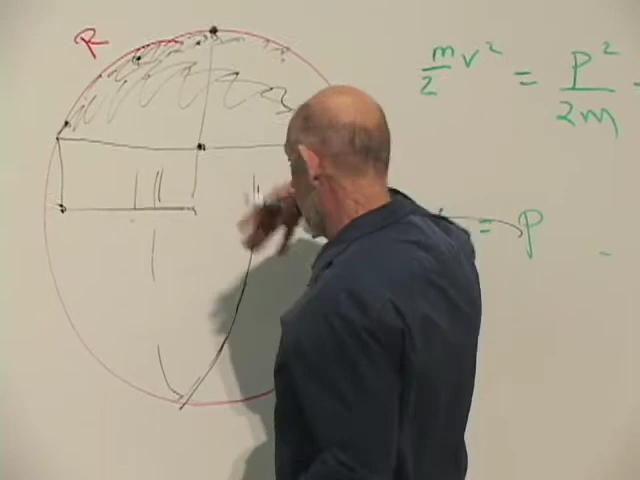 R
m/2 v² = p²/2m
= p